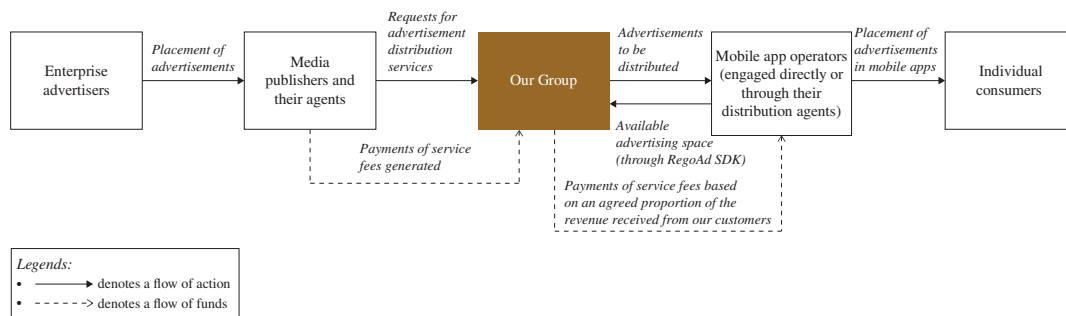 Enterprise
advertisers
Placement of
advertisements
Media
publishers and
their agents
Requests for
advertisement
distribution
services
Our Group
Advertisements
to be
distributed
Mobile app operators
(engaged directly or
through their
distribution agents)
Placement of
advertisements
in mobile apps
Individual
consumers
Payments of service
fees generated
Available
advertising space
(through RegoAd SDK)
Payments of service fees based
on an agreed proportion of the
revenue received from our customers
Legends:
• denotes a flow of action
• denotes a flow of funds